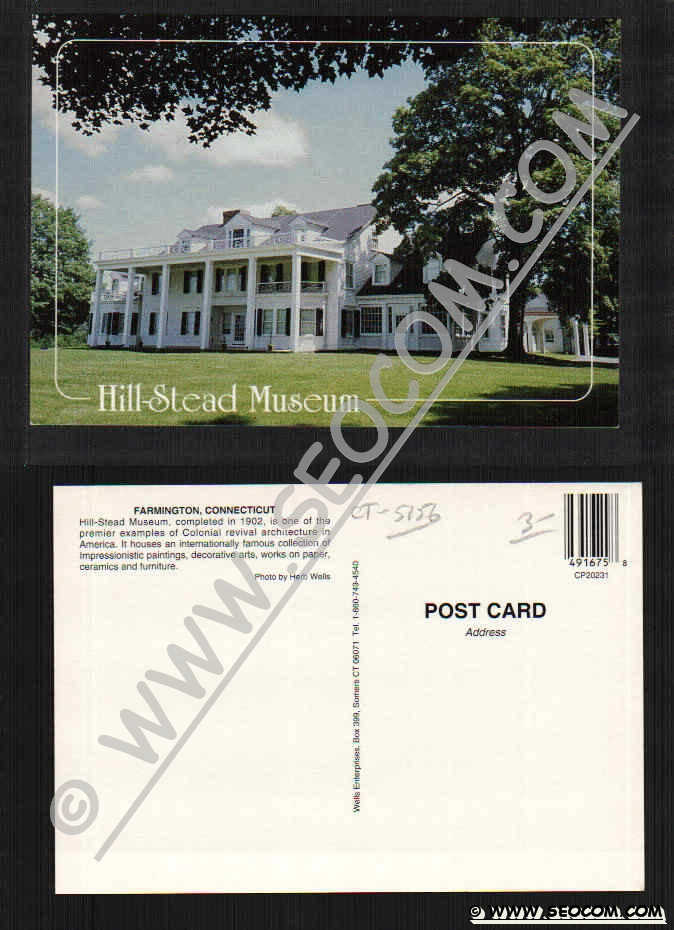 Hill-Stead Museum
FARMINGTON, CONNECTICUT
Hill-Stead Museum, completed in 1902, is one of the
premier examples of Colonial revival architecture in
America. It houses an internationally famous collection of
Impressionistic paintings, decorative arts, works on paper,
ceramics and furniture.
Photo by Herb Wells
CT-5156
3-
491675 8
CP20231
POST CARD
Address
Wells Enterprises, Box 399, Somers CT 06071 Tel. 1-860-749-4540
© WWW.SEOCOM.COM
© WWW.SEOCOM.COM